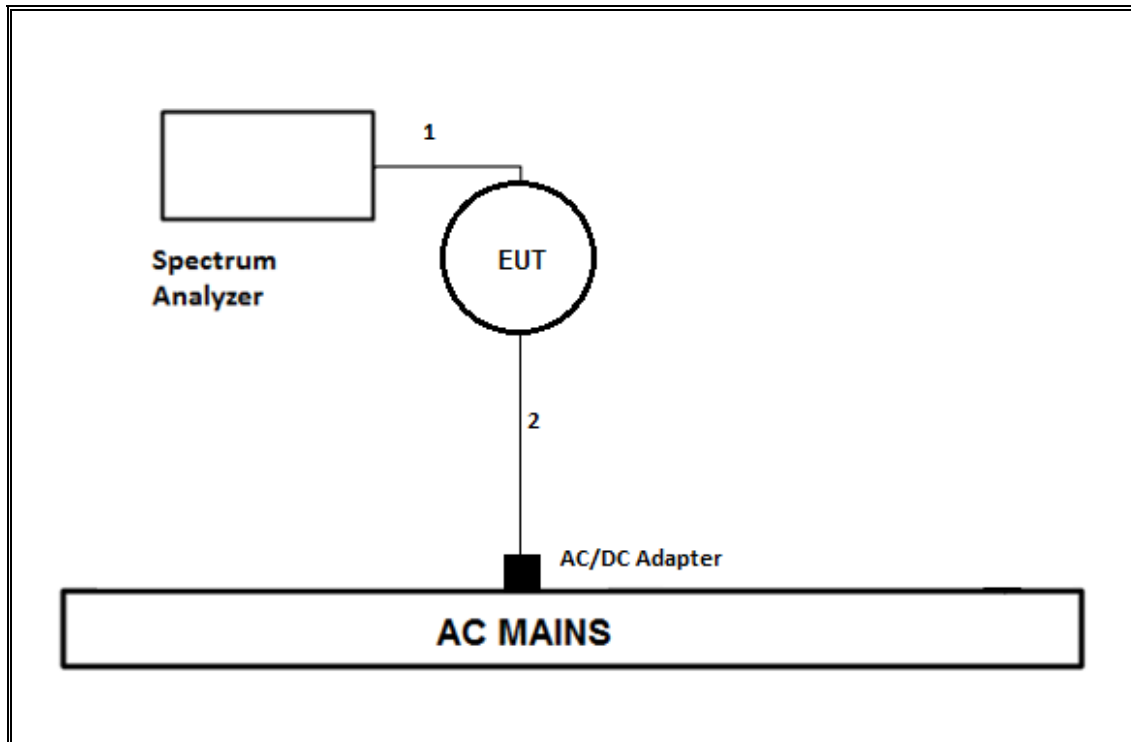 1
Spectrum
Analyzer
EUT
2
AC/DC Adapter
AC MAINS